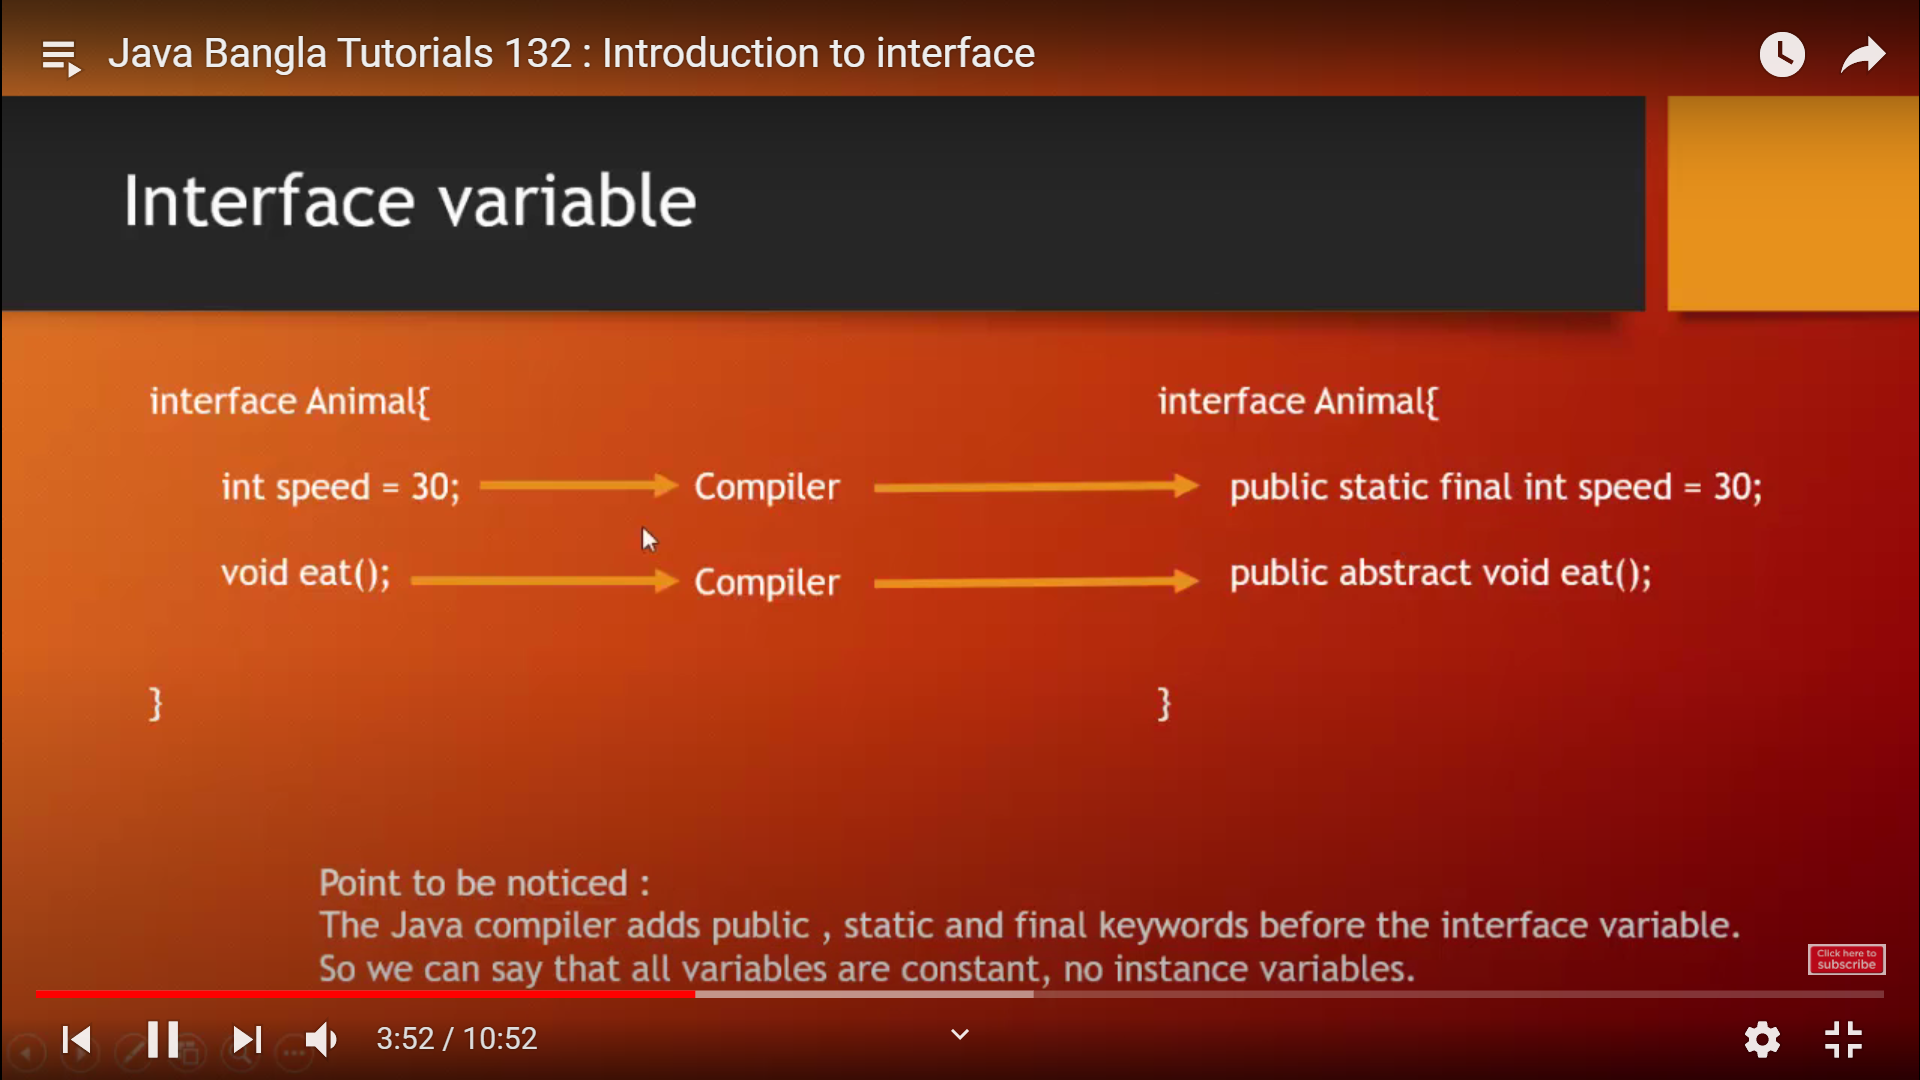 Java Bangla Tutorials 132 : Introduction to interface
Interface variable
interface Animal{
int speed = 30;
Compiler
void eat();
Compiler
}
interface Animal{
public static final int speed = 30;
public abstract void eat();
}
Point to be noticed :
The Java compiler adds public , static and final keywords before the interface variable.
So we can say that all variables are constant, no instance variables.
Click here to
subscribe
3:52 / 10:52